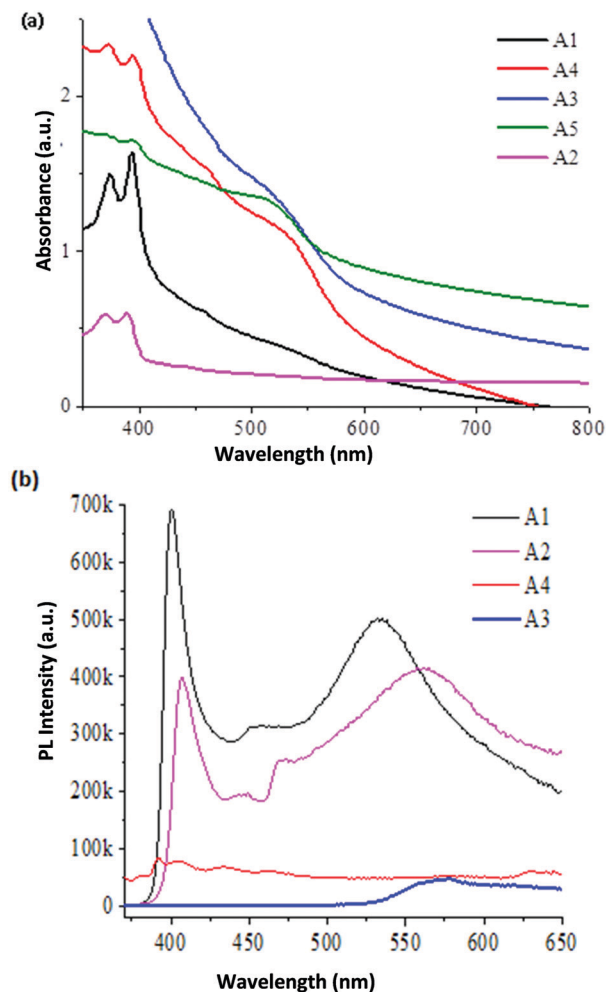 (a)
A1
A4
A3
A5
A2
2
1
0
Absorbance (a.u.)
400 500 600 700 800
Wavelength (nm)
(b)
A1
A2
A4
A3
700k
600k
500k
400k
300k
200k
100k
0
PL Intensity (a.u.)
400 450 500 550 600 650
Wavelength (nm)